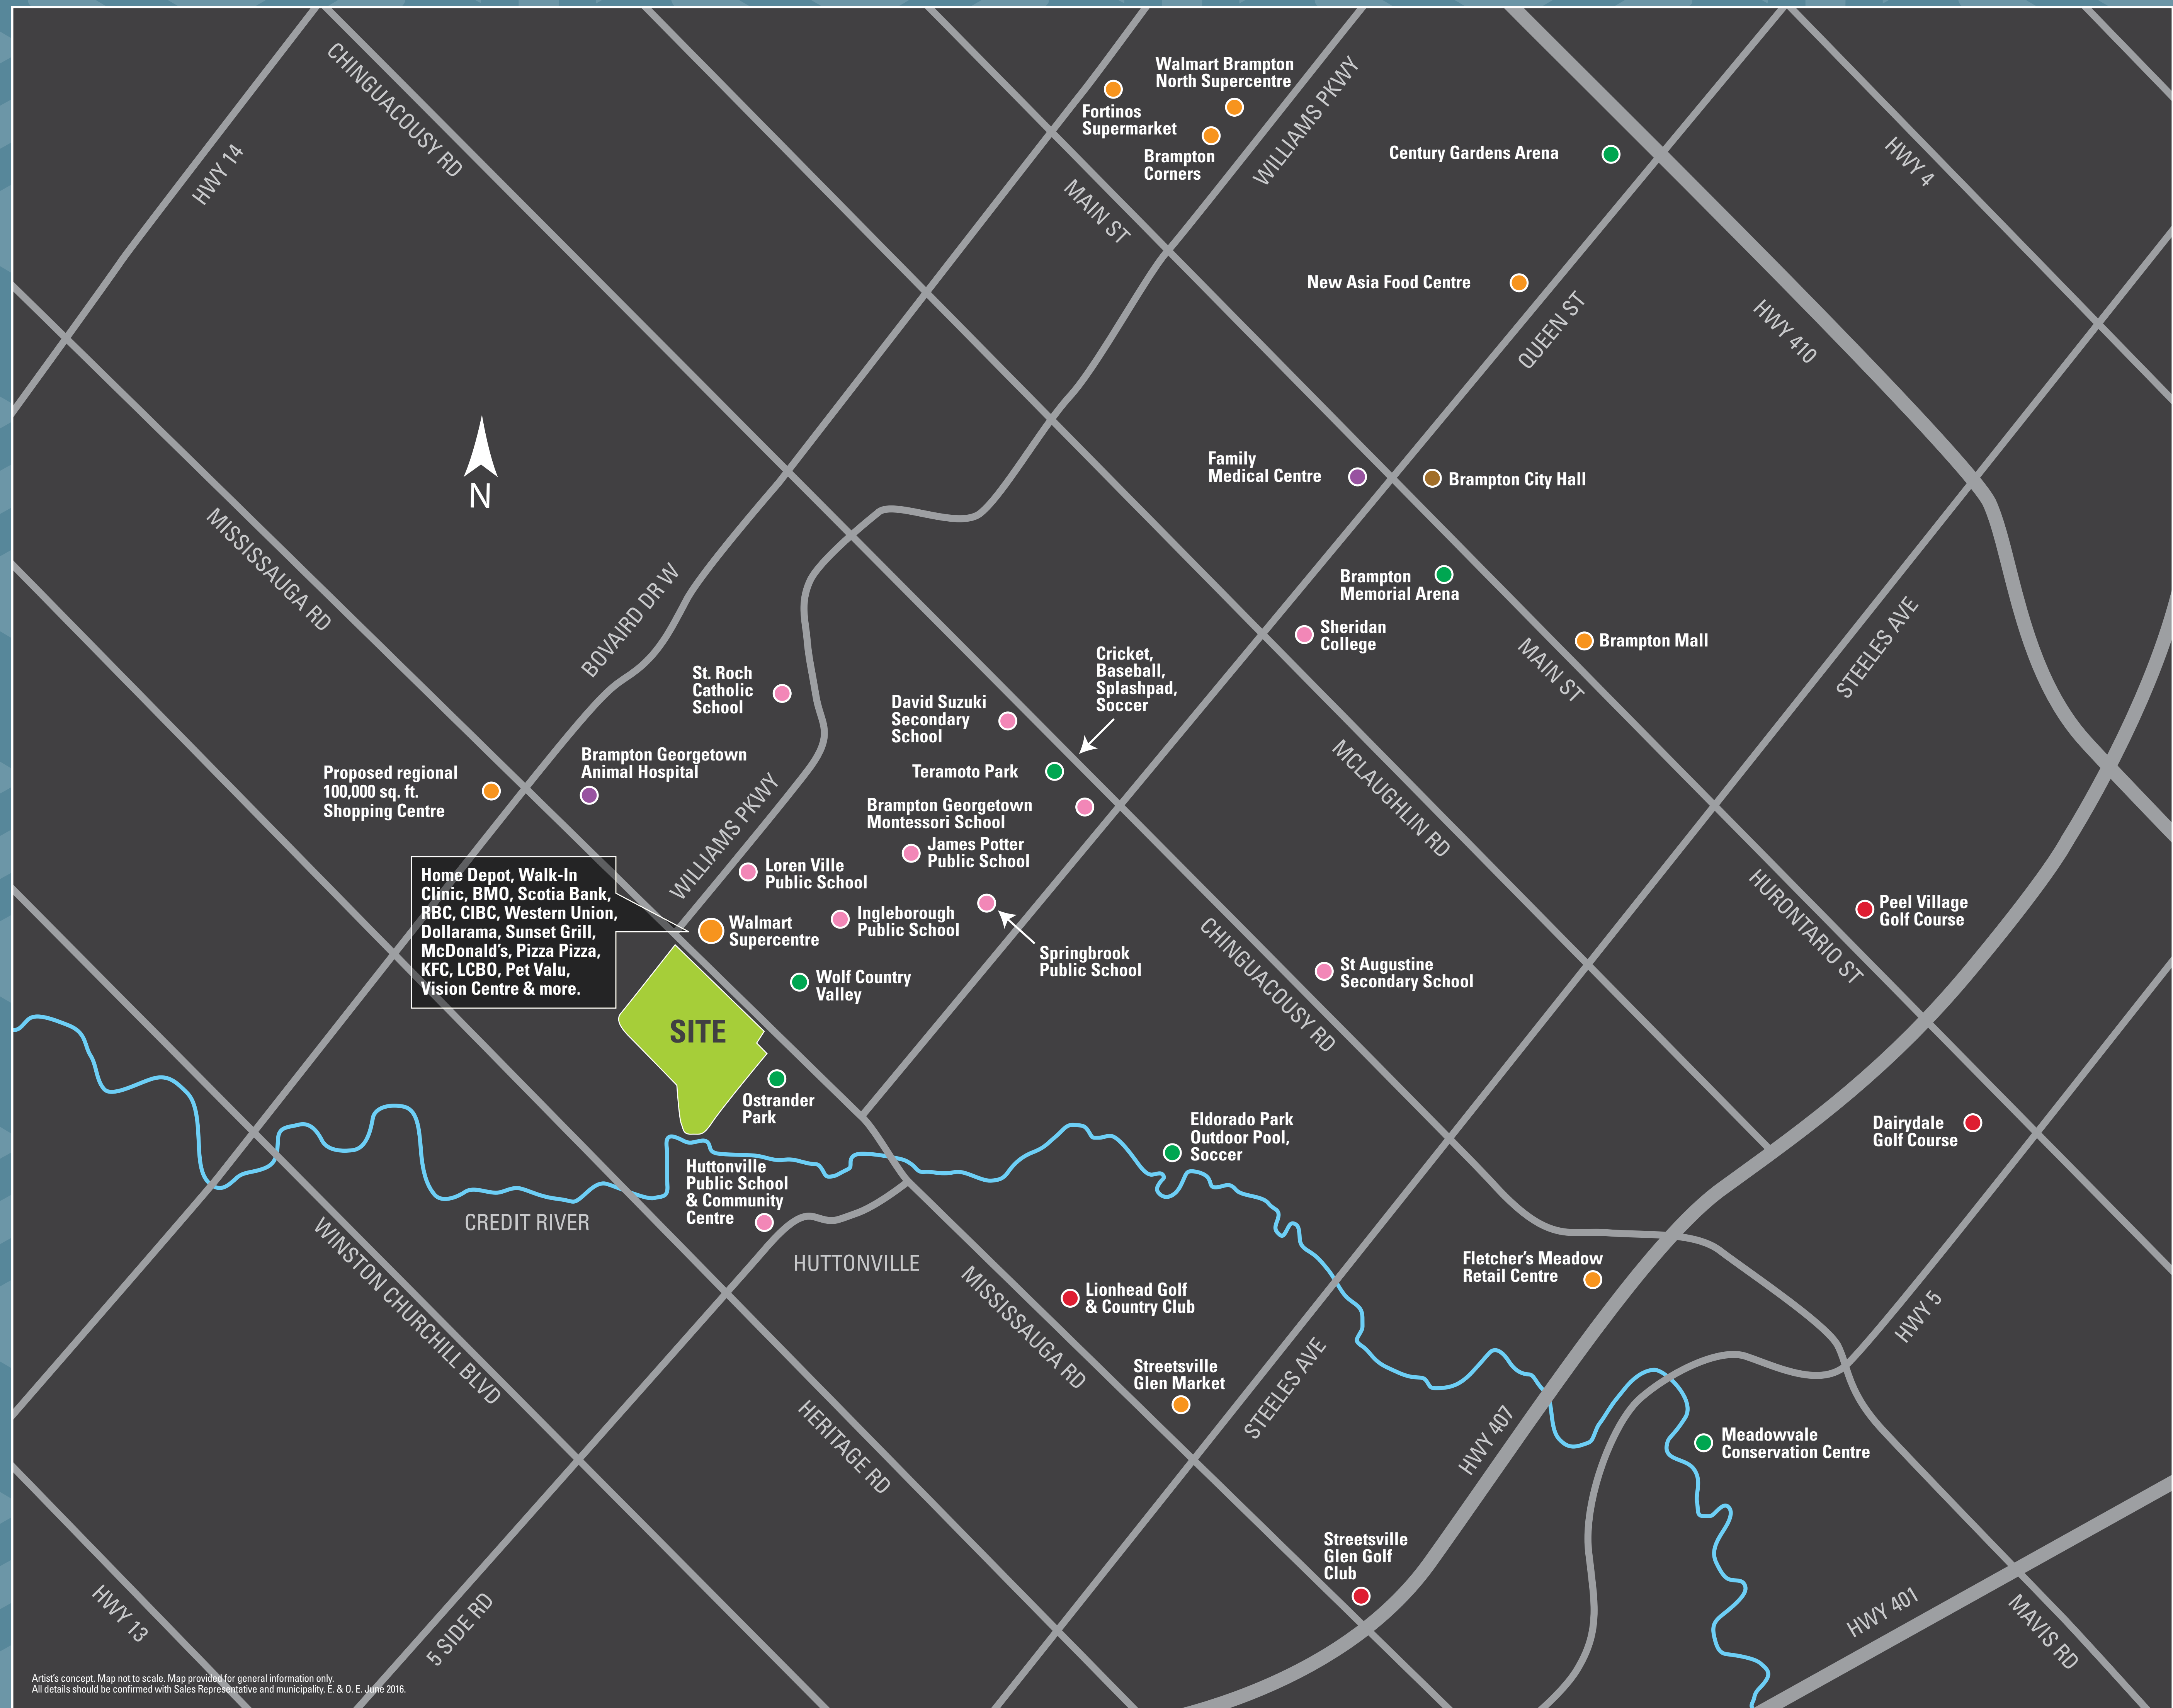 CHINGUACOUSY RD
HWY 14
Walmart Brampton
North Supercentre
Fortinos
Supermarket
Brampton
Corners
WILLIAMS PKWY
MAIN ST
Century Gardens Arena
HWY 4
New Asia Food Centre
QUEEN ST
HWY 410
N
Family
Medical Centre
Brampton City Hall
MISSISSAUGA RD
BOVAIRD DR W
Brampton
Memorial Arena
Sheridan
College
Brampton Mall
MAIN ST
STEELES AVE
St. Roch
Catholic
School
Cricket,
Baseball,
Splashpad,
Soccer
David Suzuki
Secondary
School
Teramoto Park
Brampton Georgetown
Animal Hospital
Proposed regional
100,000 sq. ft.
Shopping Centre
Brampton Georgetown
Montessori School
WILLIAMS PKWY
MCLAUGHLIN RD
James Potter
Public School
Loren Ville
Public School
Home Depot, Walk-In
Clinic, BMO, Scotia Bank,
RBC, CIBC, Western Union,
Dollarama, Sunset Grill,
McDonald's, Pizza Pizza,
KFC, LCBO, Pet Valu,
Vision Centre & more.
Walmart
Supercentre
Ingleborough
Public School
Springbrook
Public School
HURONTARIO ST
Peel Village
Golf Course
CHINGUACOUSY RD
St Augustine
Secondary School
Wolf Country
Valley
SITE
Ostrander
Park
Eldorado Park
Outdoor Pool,
Soccer
Dairydale
Golf Course
Huttonville
Public School
& Community
Centre
CREDIT RIVER
HUTTONVILLE
WINSTON CHURCHILL BLVD
MISSISSAUGA RD
Lionhead Golf
& Country Club
Fletcher's Meadow
Retail Centre
HWY 5
Streetsville
Glen Market
STEELES AVE
HERITAGE RD
HWY 407
Meadowvale
Conservation Centre
Streetsville
Glen Golf
Club
HWY 13
5 SIDE RD
HWY 401
MAVIS RD
Artist's concept. Map not to scale. Map provided for general information only.
All details should be confirmed with Sales Representative and municipality. E. & O. E. June 2016.